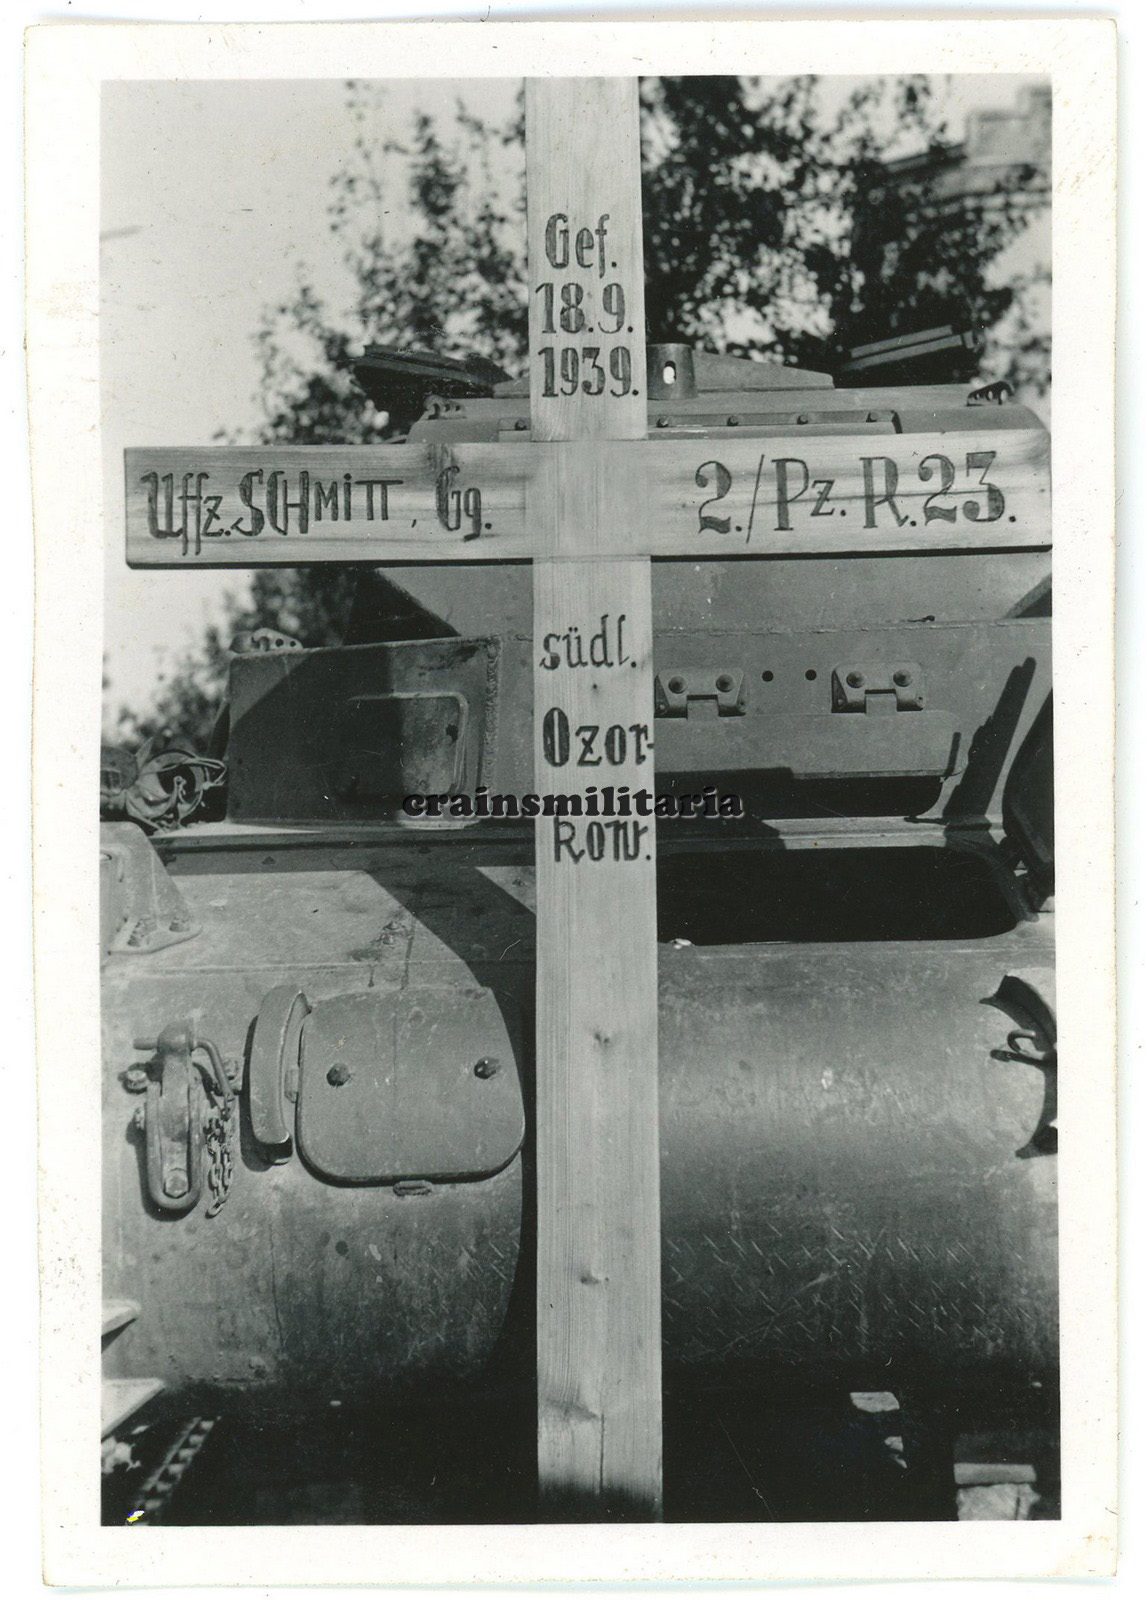 Gef.
18.9.
1939.
Uffz. SCHMITT, Gg.
2./Pz. R. 23.
südl.
Ozor-
kow.
crainsmilitaria